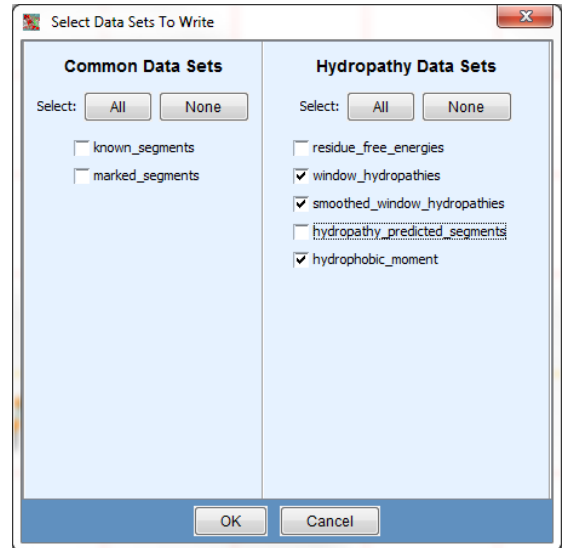 Select Data Sets To Write
Common Data Sets
Select: All None
known_segments
marked_segments
Hydropathy Data Sets
Select: All None
residue_free_energies
window_hydropathies
smoothed_window_hydropathies
hydropathy_predicted_segments
hydrophobic_moment
OK Cancel